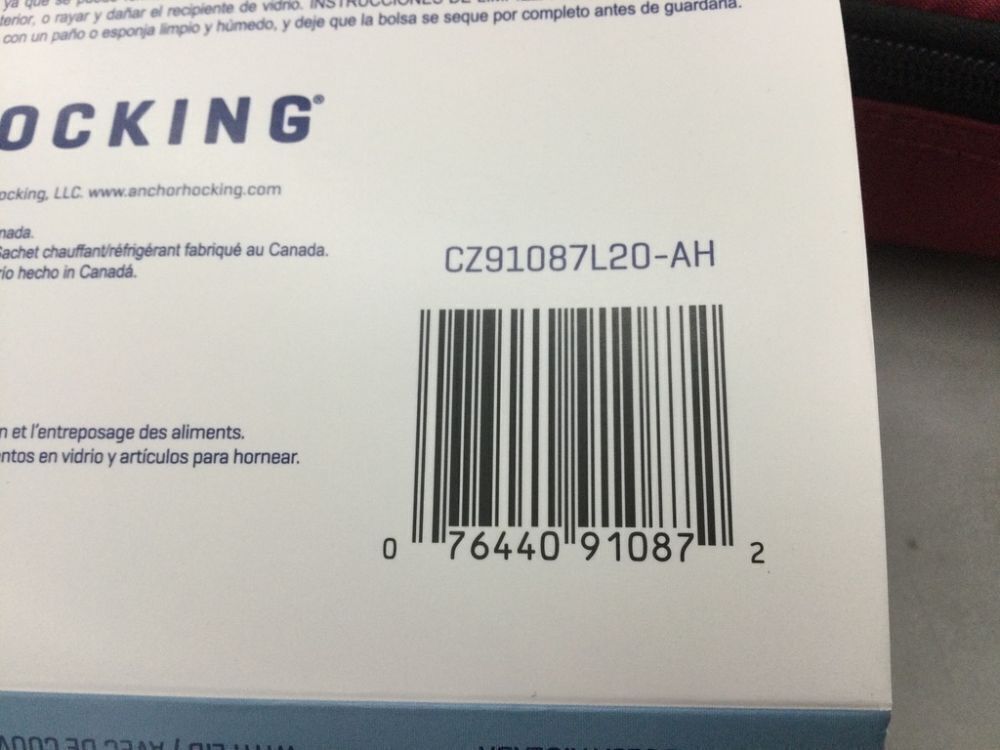 terior, o rayar y dañar el recipiente de vidrio.
con un paño o esponja limpio y húmedo, y deje que la bolsa se seque por completo antes de guardarla.
OCKING®
ocking, LLC. www.anchorhocking.com
nada.
Sachet chauffant/réfrigérant fabriqué au Canada.
río hecho in Canadá.
CZ91087L20-AH
n et l'entreposage des aliments.
ntos en vidrio y artículos para hornear.
0 76440 91087 2